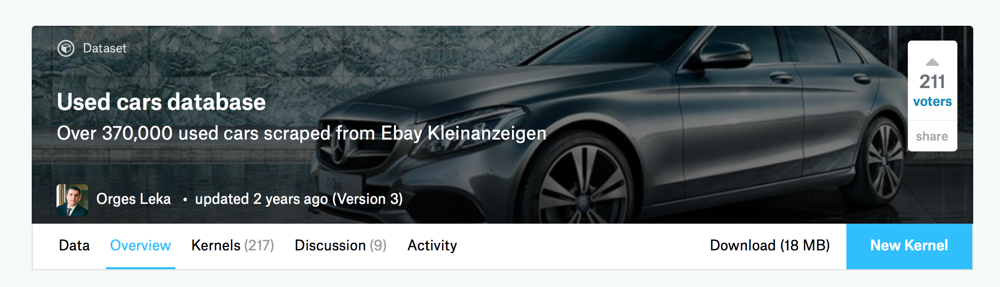 Dataset
Used cars database
Over 370,000 used cars scraped from Ebay Kleinanzeigen
Orges Leka • updated 2 years ago (Version 3)
211
voters
share
C-Class
Data Overview Kernels (217) Discussion (9) Activity Download (18 MB) New Kernel